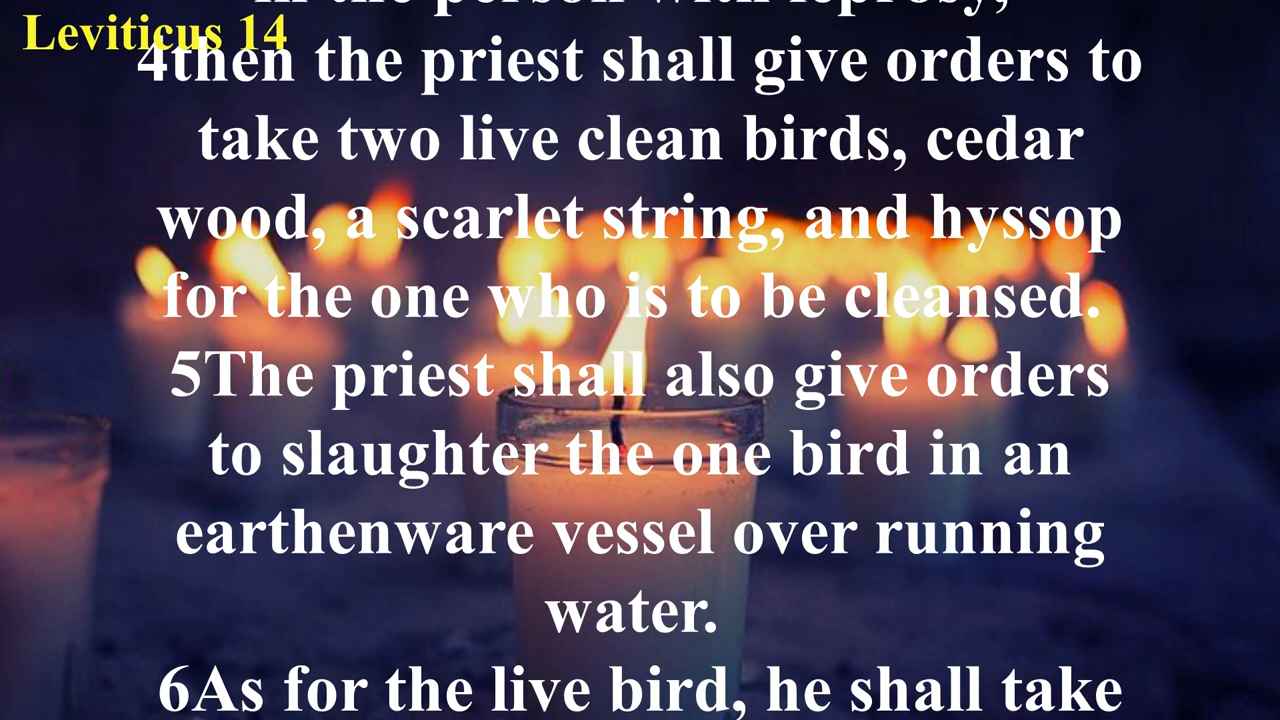 in the person with leprosy,
Leviticus 14
4then the priest shall give orders to
take two live clean birds, cedar
wood, a scarlet string, and hyssop
for the one who is to be cleansed.
5The priest shall also give orders
to slaughter the one bird in an
earthenware vessel over running
water.
6As for the live bird, he shall take